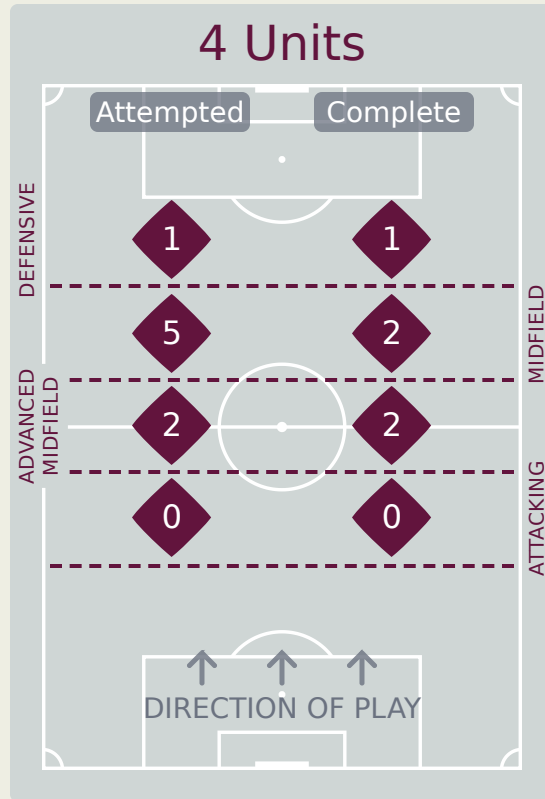 4 Units
Attempted Complete
DEFENSIVE
1 1
MIDFIELD
5 2
ADVANCED
MIDFIELD
2 2
ATTACKING
0 0
DIRECTION OF PLAY